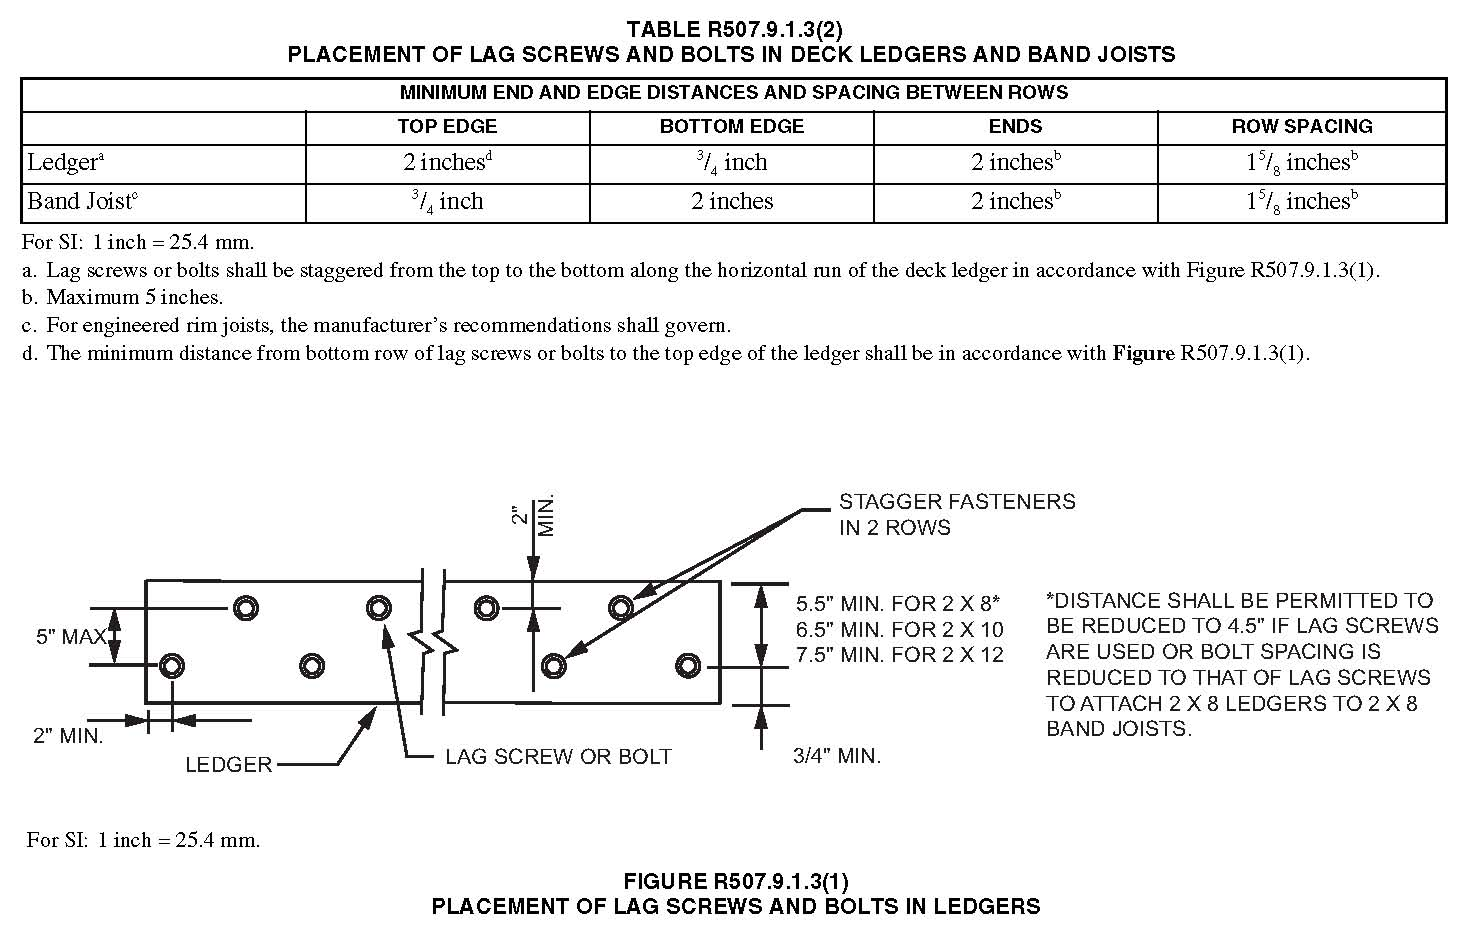 TABLE R507.9.1.3(2)
PLACEMENT OF LAG SCREWS AND BOLTS IN DECK LEDGERS AND BAND JOISTS
MINIMUM END AND EDGE DISTANCES AND SPACING BETWEEN ROWS
TOP EDGE BOTTOM EDGE ENDS ROW SPACING
Ledgerᵃ 2 inchesᵈ 3/4 inch 2 inchesᵇ 1 5/8 inchesᵇ
Band Joistᶜ 3/4 inch 2 inches 2 inchesᵇ 1 5/8 inchesᵇ
For SI: 1 inch = 25.4 mm.
a. Lag screws or bolts shall be staggered from the top to the bottom along the horizontal run of the deck ledger in accordance with Figure R507.9.1.3(1).
b. Maximum 5 inches.
c. For engineered rim joists, the manufacturer's recommendations shall govern.
d. The minimum distance from bottom row of lag screws or bolts to the top edge of the ledger shall be in accordance with Figure R507.9.1.3(1).
2"
MIN.
STAGGER FASTENERS
IN 2 ROWS
5" MAX
5.5" MIN. FOR 2 X 8*
6.5" MIN. FOR 2 X 10
7.5" MIN. FOR 2 X 12
*DISTANCE SHALL BE PERMITTED TO
BE REDUCED TO 4.5" IF LAG SCREWS
ARE USED OR BOLT SPACING IS
REDUCED TO THAT OF LAG SCREWS
TO ATTACH 2 X 8 LEDGERS TO 2 X 8
BAND JOISTS.
2" MIN.
LEDGER
LAG SCREW OR BOLT
3/4" MIN.
For SI: 1 inch = 25.4 mm.
FIGURE R507.9.1.3(1)
PLACEMENT OF LAG SCREWS AND BOLTS IN LEDGERS